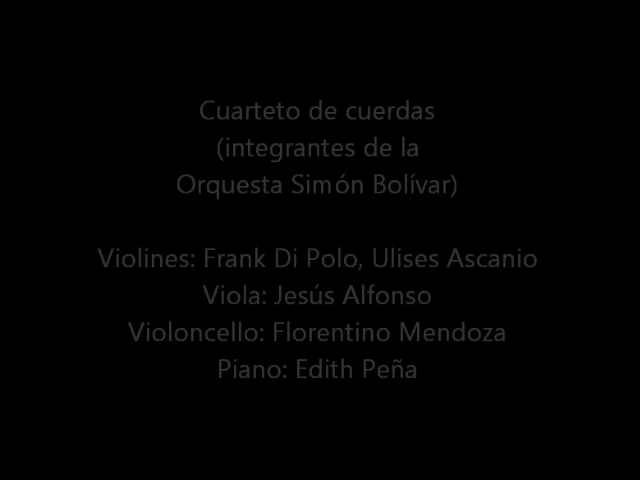 Cuarteto de cuerdas
(integrantes de la
Orquesta Simón Bolívar)
Violines: Frank Di Polo, Ulises Ascanio
Viola: Jesús Alfonso
Violoncello: Florentino Mendoza
Piano: Edith Peña